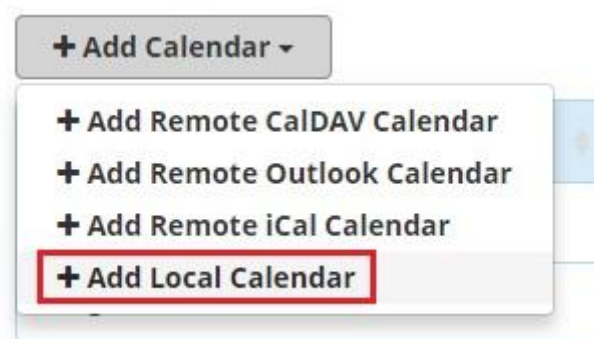 + Add Calendar
+ Add Remote CalDAV Calendar
+ Add Remote Outlook Calendar
+ Add Remote iCal Calendar
+ Add Local Calendar